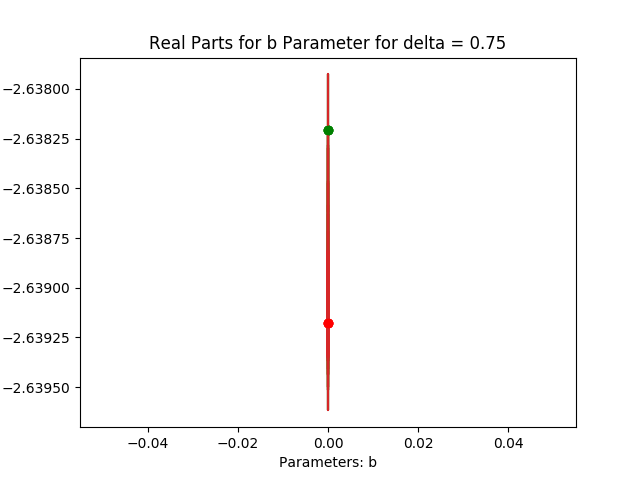 Real Parts for b Parameter for delta = 0.75
−2.63800
−2.63825
−2.63850
−2.63875
−2.63900
−2.63925
−2.63950
−0.04 −0.02 0.00 0.02 0.04
Parameters: b